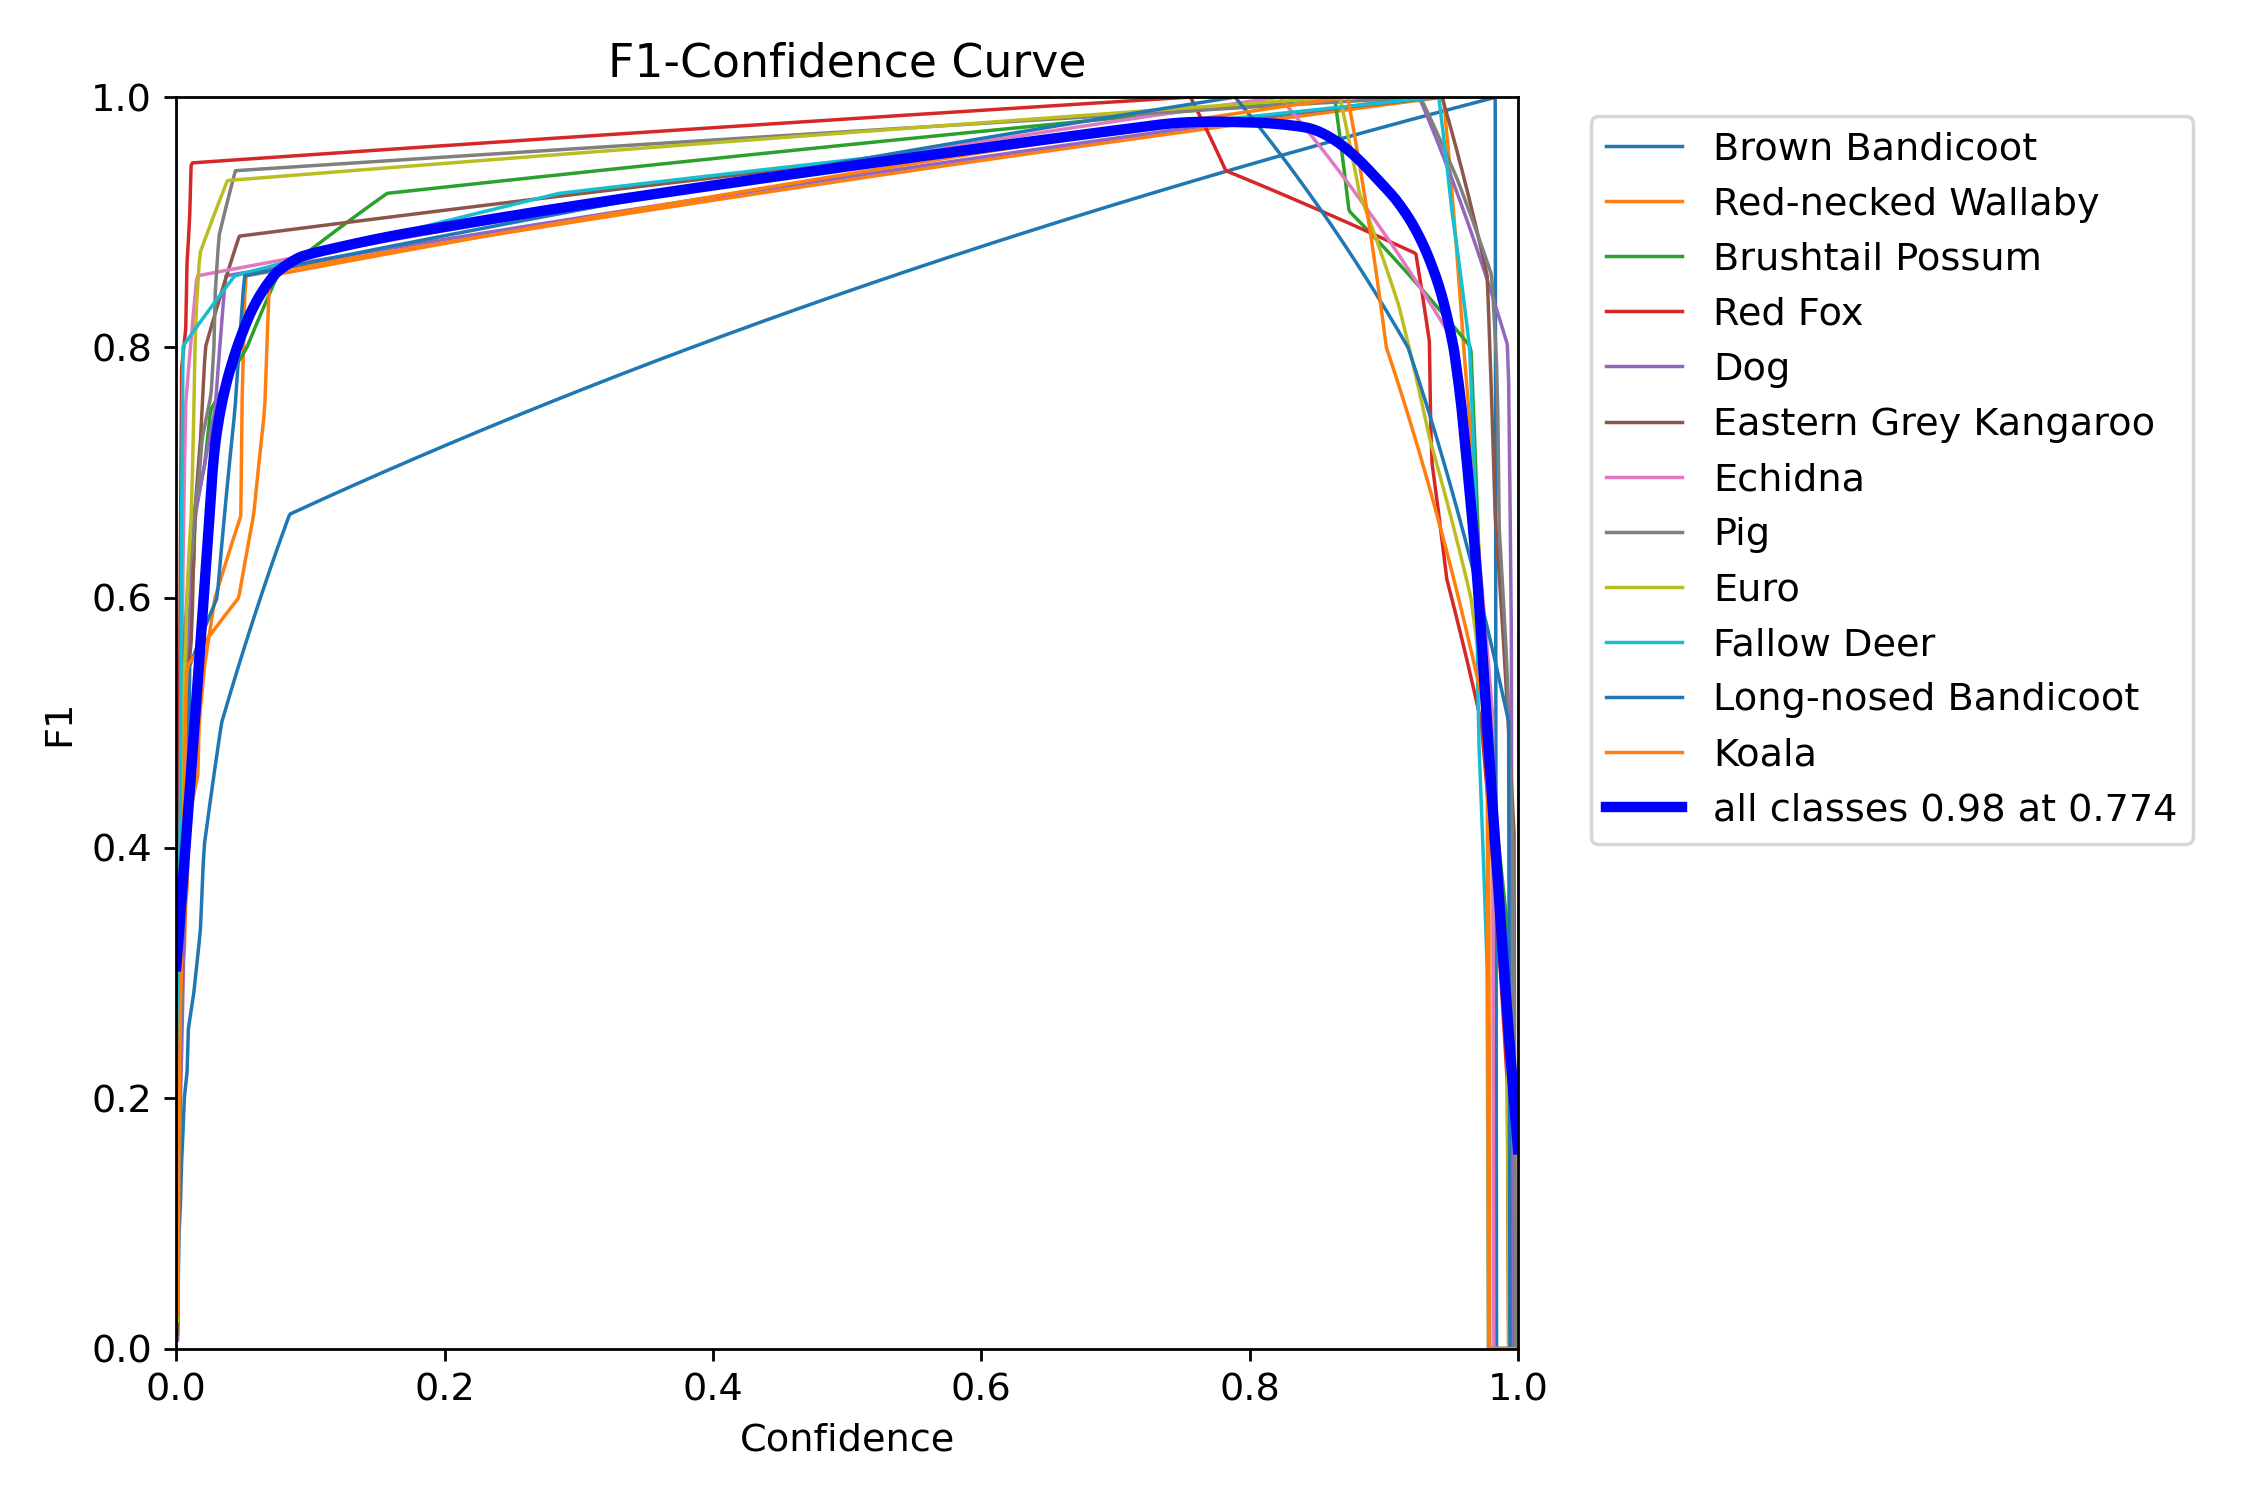 F1-Confidence Curve
1.0
0.8
0.6
0.4
0.2
0.0
F1
0.0 0.2 0.4 0.6 0.8 1.0
Confidence
Brown Bandicoot
Red-necked Wallaby
Brushtail Possum
Red Fox
Dog
Eastern Grey Kangaroo
Echidna
Pig
Euro
Fallow Deer
Long-nosed Bandicoot
Koala
all classes 0.98 at 0.774